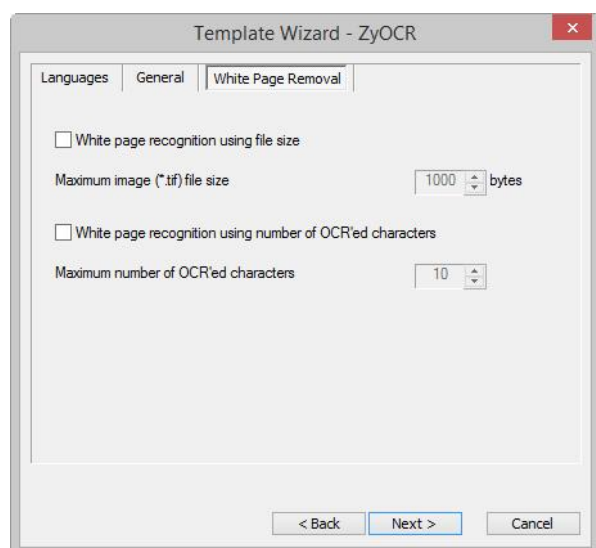 Template Wizard - ZyOCR
Languages General White Page Removal
White page recognition using file size
Maximum image (*.tif) file size 1000 bytes
White page recognition using number of OCR'ed characters
Maximum number of OCR'ed characters 10
< Back Next > Cancel